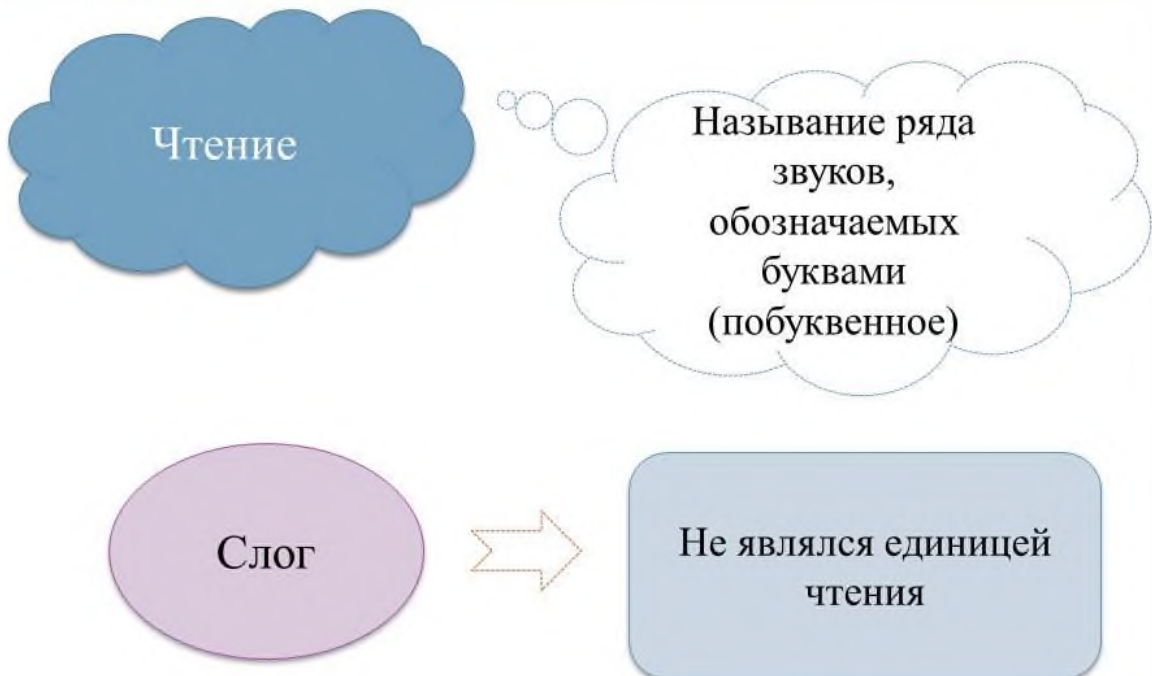 Чтение
Называние ряда
звуков,
обозначаемых
буквами
(побуквенное)
Слог
Не являлся единицей
чтения